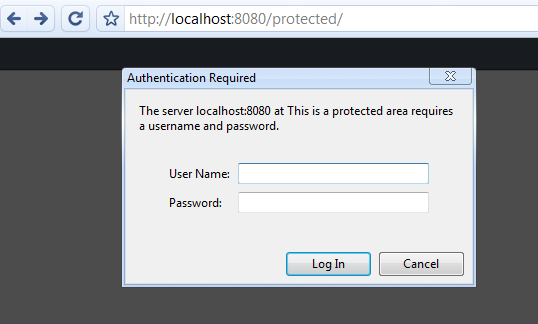 http://localhost:8080/protected/
Authentication Required
The server localhost:8080 at This is a protected area requires
a username and password.
User Name:
Password:
Log In
Cancel